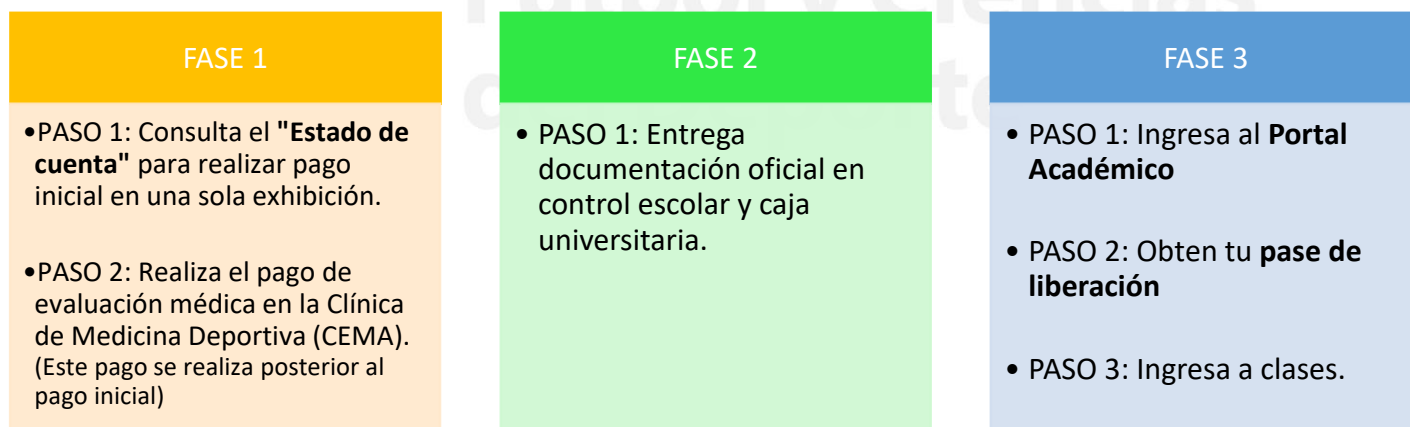 Fútbol y Ciencias
FASE 1
•PASO 1: Consulta el "Estado de
cuenta" para realizar pago
inicial en una sola exhibición.
•PASO 2: Realiza el pago de
evaluación médica en la Clínica
de Medicina Deportiva (CEMA).
(Este pago se realiza posterior al
pago inicial)
FASE 2
• PASO 1: Entrega
documentación oficial en
control escolar y caja
universitaria.
FASE 3
• PASO 1: Ingresa al Portal
Académico
• PASO 2: Obten tu pase de
liberación
• PASO 3: Ingresa a clases.